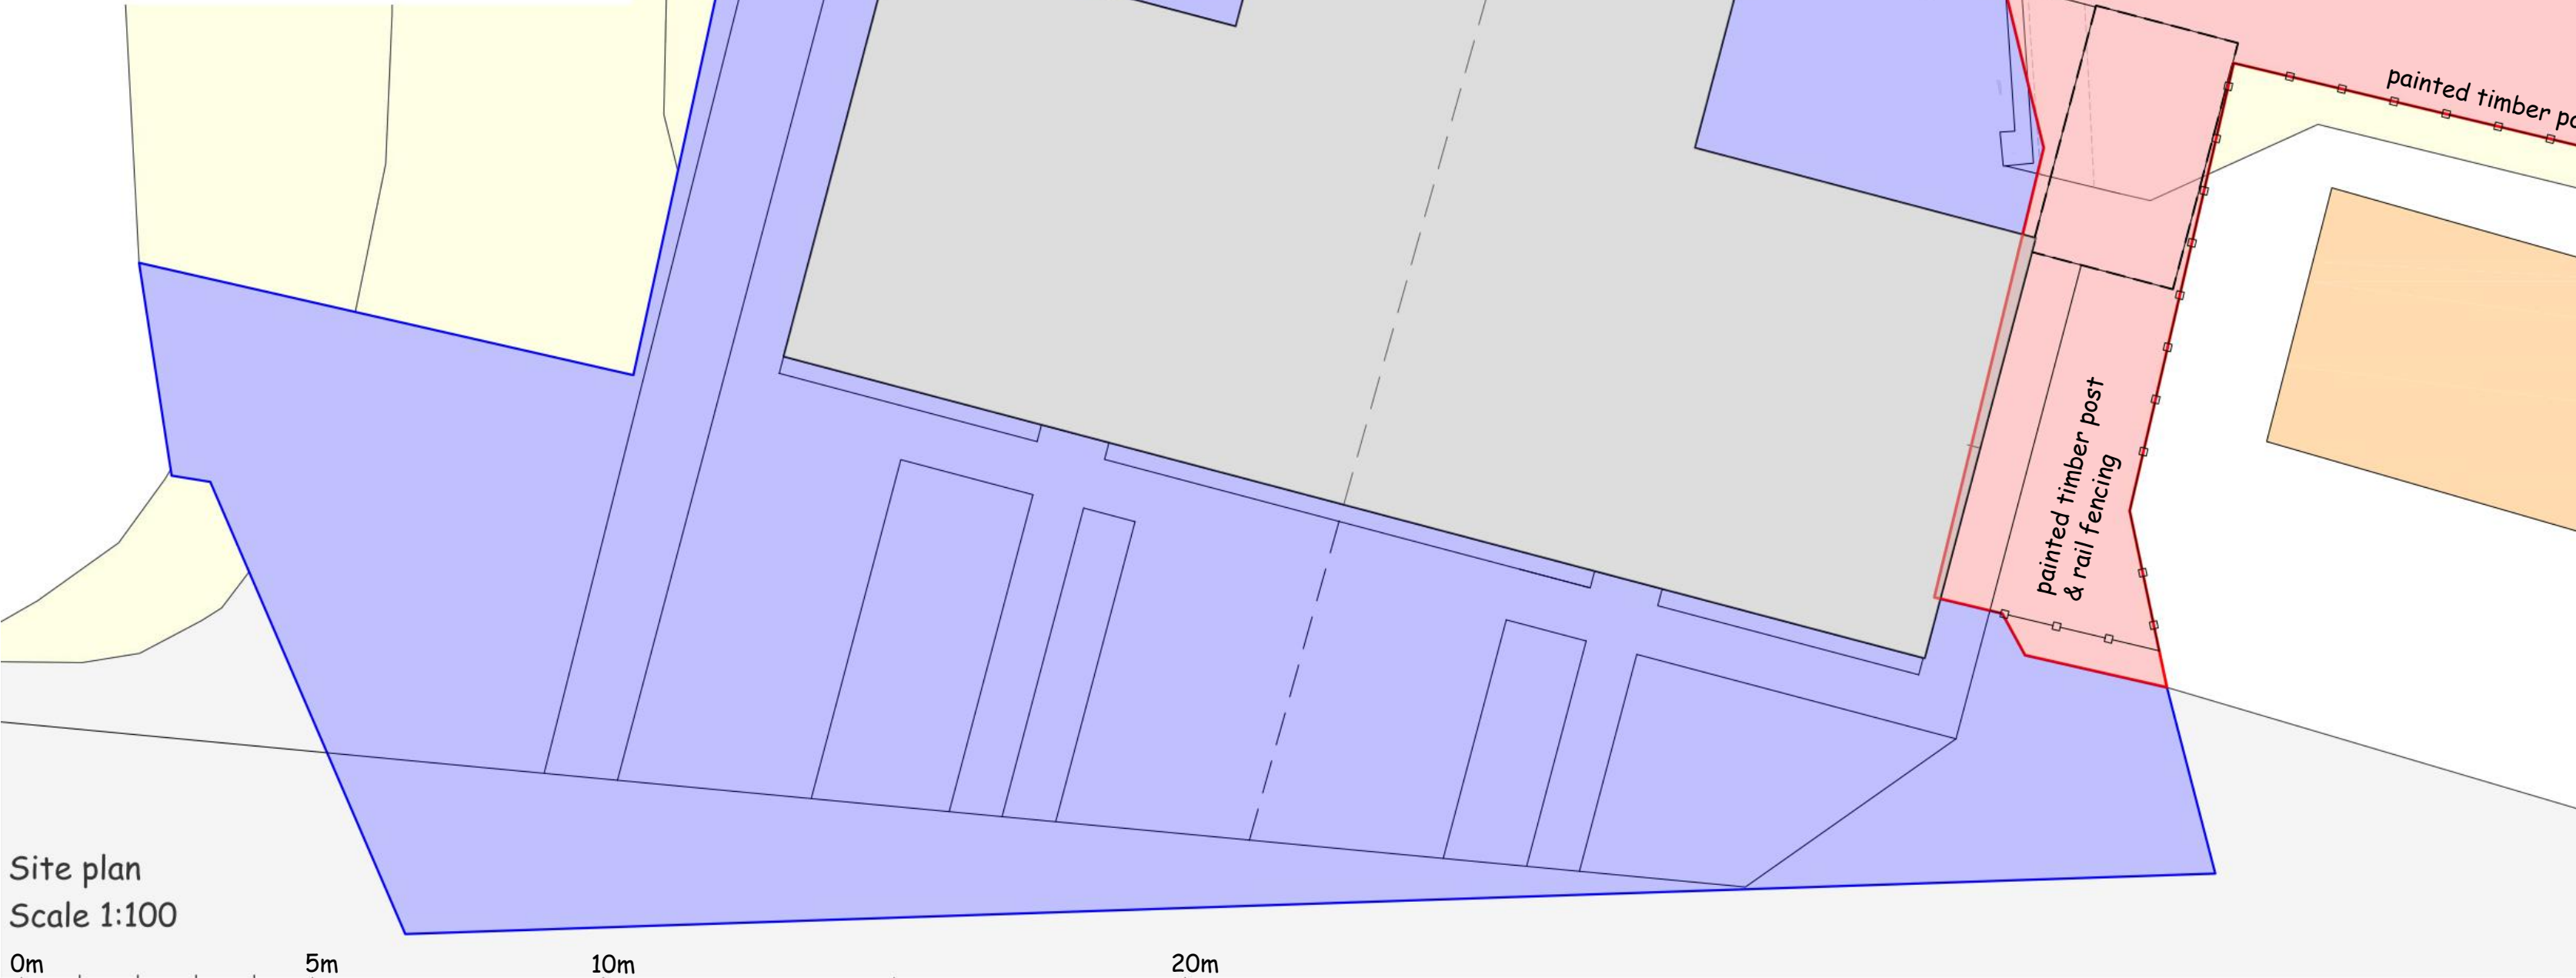 painted timber po
painted timber post
& rail fencing
Site plan
Scale 1:100
0m 5m 10m 20m